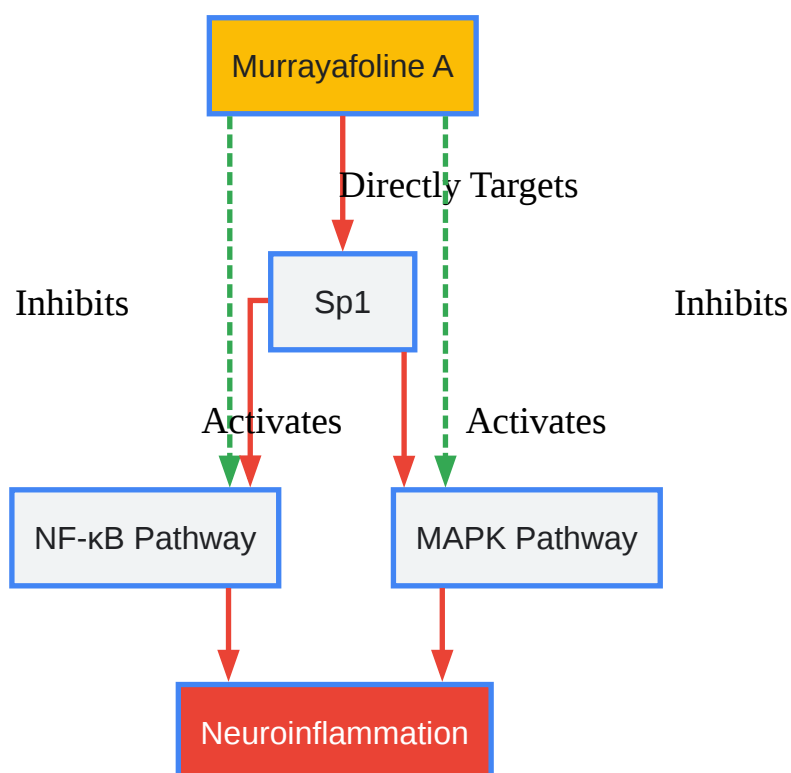 Murrayafoline A
Directly Targets
Sp1
Inhibits
Inhibits
Activates
Activates
NF-κB Pathway
MAPK Pathway
Neuroinflammation